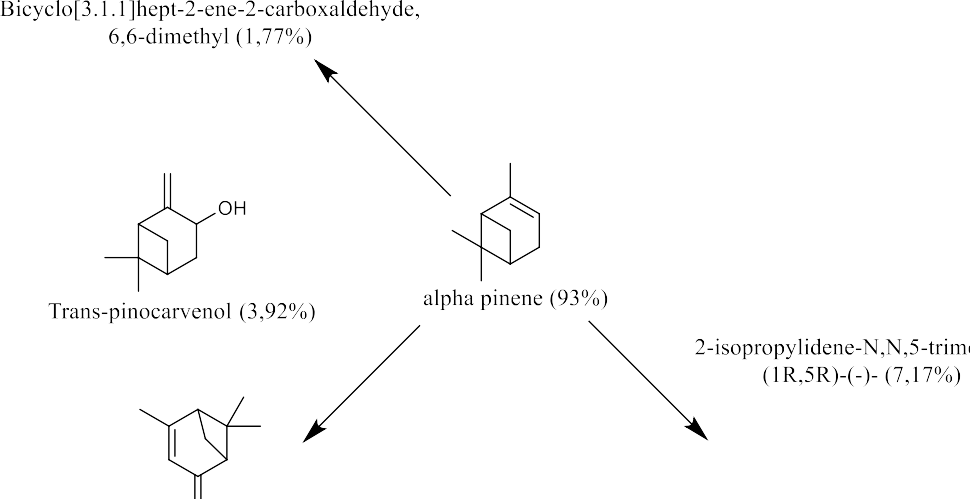 Bicyclo[3.1.1]hept-2-ene-2-carboxaldehyde,
6,6-dimethyl (1,77%)
OH
Trans-pinocarvenol (3,92%)
alpha pinene (93%)
2-isopropylidene-N,N,5-trime
(1R,5R)-(-)- (7,17%)